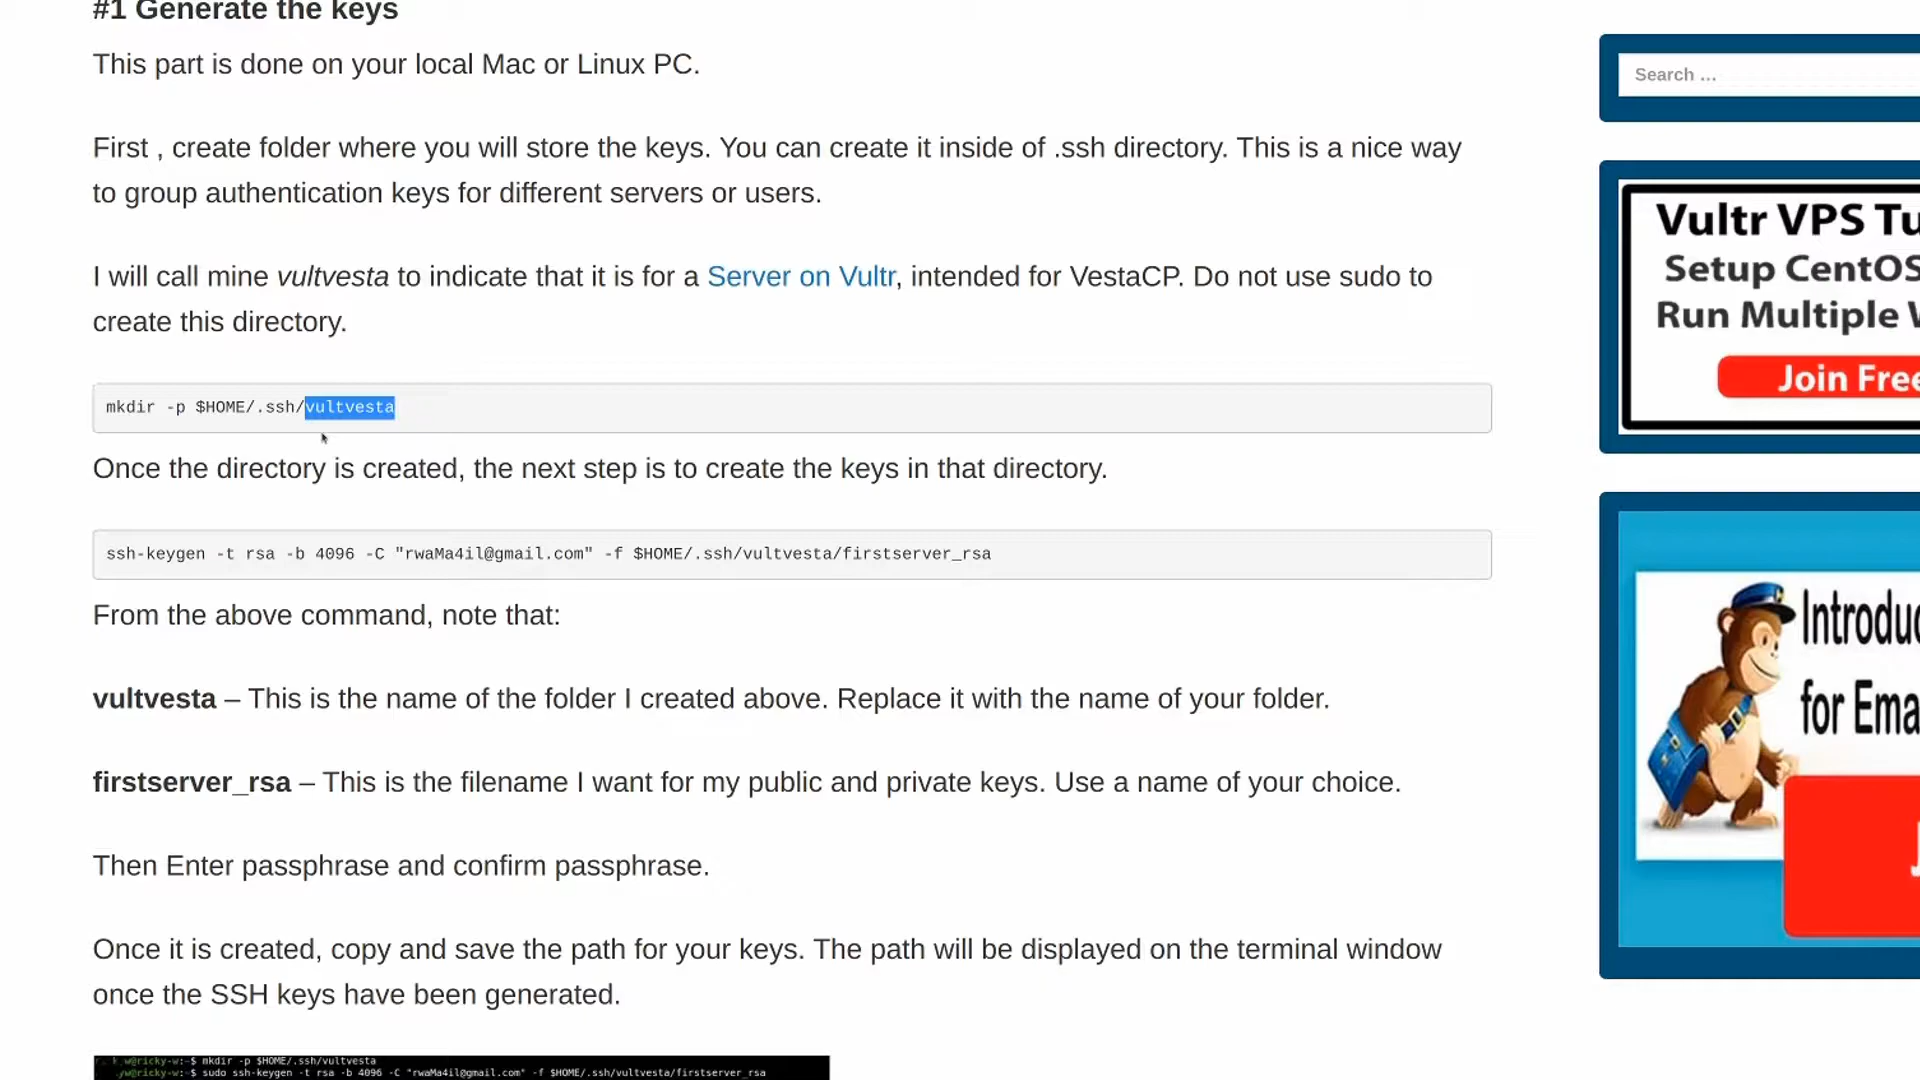 #1 Generate the keys
This part is done on your local Mac or Linux PC.
First , create folder where you will store the keys. You can create it inside of .ssh directory. This is a nice way
to group authentication keys for different servers or users.
I will call mine vultvesta to indicate that it is for a Server on Vultr, intended for VestaCP. Do not use sudo to
create this directory.
mkdir -p $HOME/.ssh/vultvesta
Once the directory is created, the next step is to create the keys in that directory.
ssh-keygen -t rsa -b 4096 -C "rwaMa4il@gmail.com" -f $HOME/.ssh/vultvesta/firstserver_rsa
From the above command, note that:
vultvesta – This is the name of the folder I created above. Replace it with the name of your folder.
firstserver_rsa – This is the filename I want for my public and private keys. Use a name of your choice.
Then Enter passphrase and confirm passphrase.
Once it is created, copy and save the path for your keys. The path will be displayed on the terminal window
once the SSH keys have been generated.
w@ricky-w:~$ mkdir -p $HOME/.ssh/vultvesta
w@ricky-w:~$ sudo ssh-keygen -t rsa -b 4096 -C "rwaMa4il@gmail.com" -f $HOME/.ssh/vultvesta/firstserver_rsa
Search ...
Vultr VPS Tu
Setup CentOS
Run Multiple
Join Free
Introduc
for Ema